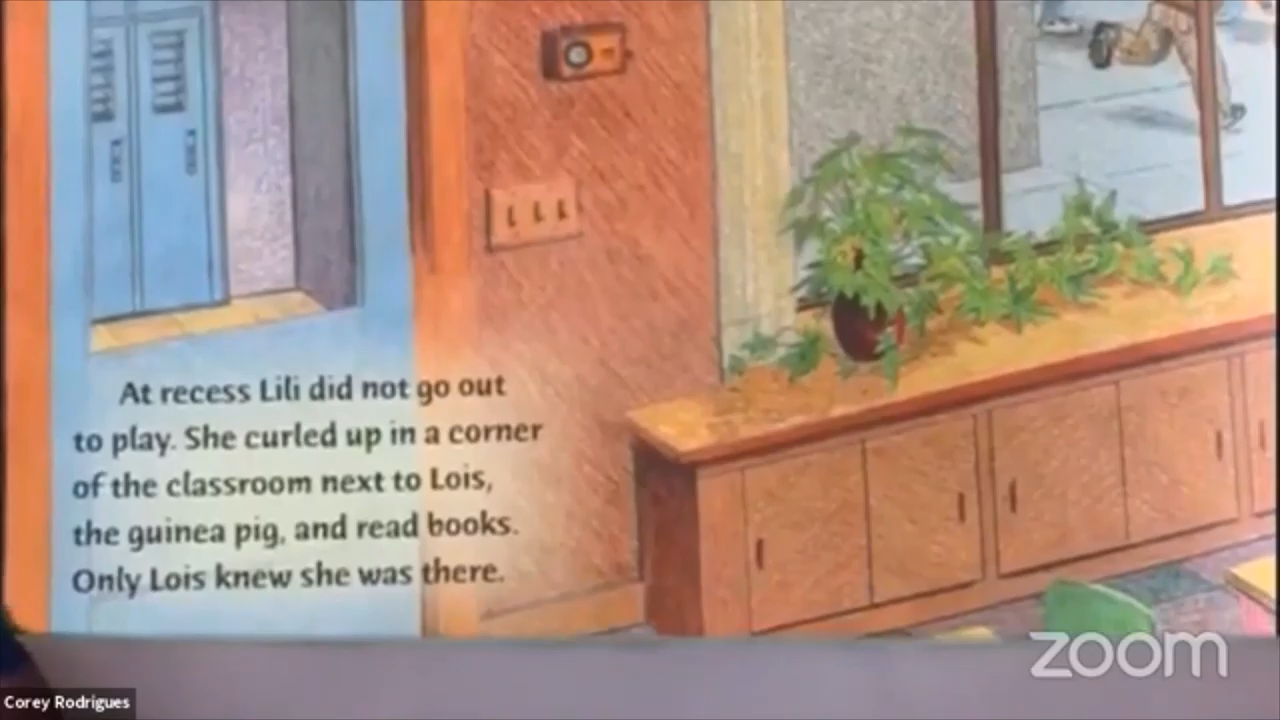 At recess Lili did not go out
to play. She curled up in a corner
of the classroom next to Lois,
the guinea pig, and read books.
Only Lois knew she was there.
zoom
Corey Rodrigues